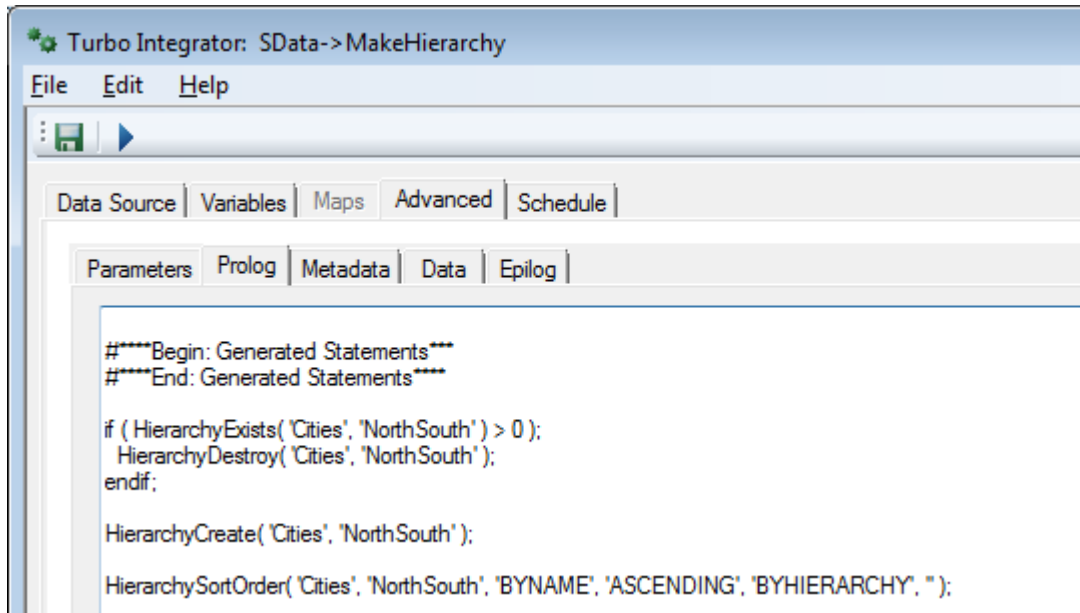 Turbo Integrator: SData->MakeHierarchy
File Edit Help
Data Source Variables Maps Advanced Schedule
Parameters Prolog Metadata Data Epilog
#****Begin: Generated Statements***
#****End: Generated Statements****
if ( HierarchyExists( 'Cities', 'NorthSouth' ) > 0 );
HierarchyDestroy( 'Cities', 'NorthSouth' );
endif;
HierarchyCreate( 'Cities', 'NorthSouth' );
HierarchySortOrder( 'Cities', 'NorthSouth', 'BYNAME', 'ASCENDING', 'BYHIERARCHY', '' );